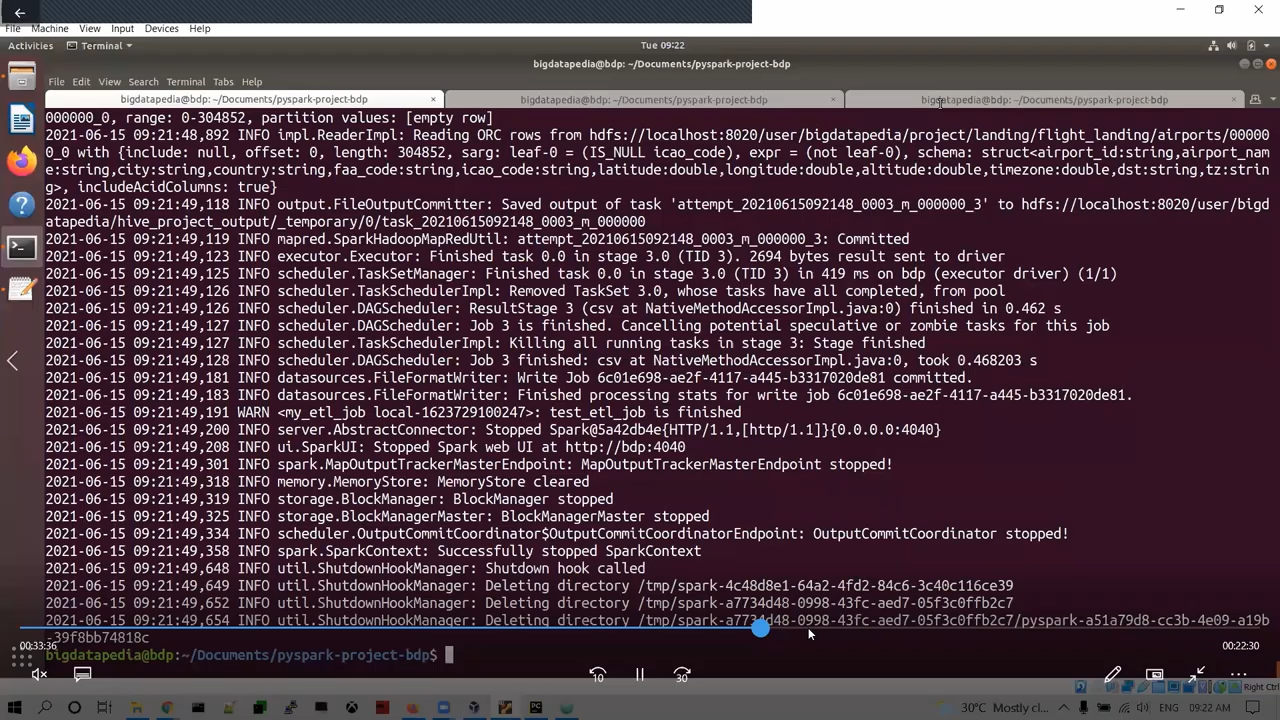 File Machine View Input Devices Help
Activities Terminal Tue 09:22
bigdatapedia@bdp: ~/Documents/pyspark-project-bdp
File Edit View Search Terminal Tabs Help
bigdatapedia@bdp: ~/Documents/pyspark-project-bdp × bigdatapedia@bdp: ~/Documents/pyspark-project-bdp × bigdatapedia@bdp: ~/Documents/pyspark-project-bdp ×
000000_0, range: 0-304852, partition values: [empty row]
2021-06-15 09:21:48,892 INFO impl.ReaderImpl: Reading ORC rows from hdfs://localhost:8020/user/bigdatapedia/project/landing/flight_landing/airports/00000
0_0 with {include: null, offset: 0, length: 304852, sarg: leaf-0 = (IS_NULL icao_code), expr = (not leaf-0), schema: struct<airport_id:string,airport_na
me:string,city:string,country:string,faa_code:string,icao_code:string,latitude:double,longitude:double,altitude:double,timezone:double,dst:string,tz:strin
g>, includeAcidColumns: true}
2021-06-15 09:21:49,118 INFO output.FileOutputCommitter: Saved output of task 'attempt_20210615092148_0003_m_000000_3' to hdfs://localhost:8020/user/bigd
atapedia/hive_project_output/_temporary/0/task_20210615092148_0003_m_000000
2021-06-15 09:21:49,119 INFO mapred.SparkHadoopMapRedUtil: attempt_20210615092148_0003_m_000000_3: Committed
2021-06-15 09:21:49,123 INFO executor.Executor: Finished task 0.0 in stage 3.0 (TID 3). 2694 bytes result sent to driver
2021-06-15 09:21:49,125 INFO scheduler.TaskSetManager: Finished task 0.0 in stage 3.0 (TID 3) in 419 ms on bdp (executor driver) (1/1)
2021-06-15 09:21:49,126 INFO scheduler.TaskSchedulerImpl: Removed TaskSet 3.0, whose tasks have all completed, from pool
2021-06-15 09:21:49,126 INFO scheduler.DAGScheduler: ResultStage 3 (csv at NativeMethodAccessorImpl.java:0) finished in 0.462 s
2021-06-15 09:21:49,127 INFO scheduler.DAGScheduler: Job 3 is finished. Cancelling potential speculative or zombie tasks for this job
2021-06-15 09:21:49,127 INFO scheduler.TaskSchedulerImpl: Killing all running tasks in stage 3: Stage finished
2021-06-15 09:21:49,128 INFO scheduler.DAGScheduler: Job 3 finished: csv at NativeMethodAccessorImpl.java:0, took 0.468203 s
2021-06-15 09:21:49,181 INFO datasources.FileFormatWriter: Write Job 6c01e698-ae2f-4117-a445-b3317020de81 committed.
2021-06-15 09:21:49,183 INFO datasources.FileFormatWriter: Finished processing stats for write job 6c01e698-ae2f-4117-a445-b3317020de81.
2021-06-15 09:21:49,191 WARN <my_etl_job local-1623729100247>: test_etl_job is finished
2021-06-15 09:21:49,200 INFO server.AbstractConnector: Stopped Spark@5a42db4e{HTTP/1.1,[http/1.1]}{0.0.0.0:4040}
2021-06-15 09:21:49,208 INFO ui.SparkUI: Stopped Spark web UI at http://bdp:4040
2021-06-15 09:21:49,301 INFO spark.MapOutputTrackerMasterEndpoint: MapOutputTrackerMasterEndpoint stopped!
2021-06-15 09:21:49,318 INFO memory.MemoryStore: MemoryStore cleared
2021-06-15 09:21:49,319 INFO storage.BlockManager: BlockManager stopped
2021-06-15 09:21:49,325 INFO storage.BlockManagerMaster: BlockManagerMaster stopped
2021-06-15 09:21:49,334 INFO scheduler.OutputCommitCoordinator$OutputCommitCoordinatorEndpoint: OutputCommitCoordinator stopped!
2021-06-15 09:21:49,358 INFO spark.SparkContext: Successfully stopped SparkContext
2021-06-15 09:21:49,648 INFO util.ShutdownHookManager: Shutdown hook called
2021-06-15 09:21:49,649 INFO util.ShutdownHookManager: Deleting directory /tmp/spark-4c48d8e1-64a2-4fd2-84c6-3c40c116ce39
2021-06-15 09:21:49,652 INFO util.ShutdownHookManager: Deleting directory /tmp/spark-a7734d48-0998-43fc-aed7-05f3c0ffb2c7
2021-06-15 09:21:49,654 INFO util.ShutdownHookManager: Deleting directory /tmp/spark-a7734d48-0998-43fc-aed7-05f3c0ffb2c7/pyspark-a51a79d8-cc3b-4e09-a19b
-39f8bb74818c
00:33:36 00:22:30
bigdatapedia@bdp:~/Documents/pyspark-project-bdp$
10 30
Right Ctrl
30°C Mostly cl... ENG 09:22 AM